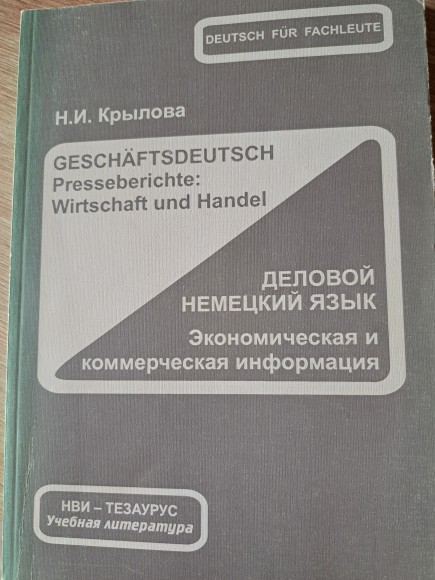 DEUTSCH FÜR FACHLEUTE
Н.И. Крылова
GESCHÄFTSDEUTSCH
Presseberichte:
Wirtschaft und Handel
ДЕЛОВОЙ
НЕМЕЦКИЙ ЯЗЫК
Экономическая и
коммерческая информация
НВИ – ТЕЗАУРУС
Учебная литература